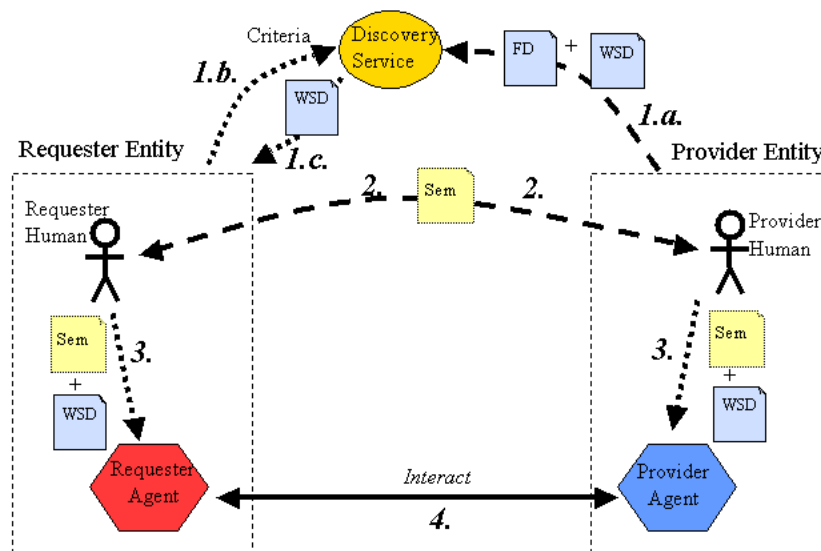 Criteria
Discovery
Service
FD
+
WSD
1.b.
WSD
1.a.
Requester Entity
1.c.
Provider Entity
2.
Sem
2.
Requester
Human
Provider
Human
Sem
3.
+
WSD
3.
Sem
+
WSD
Requester
Agent
Interact
4.
Provider
Agent